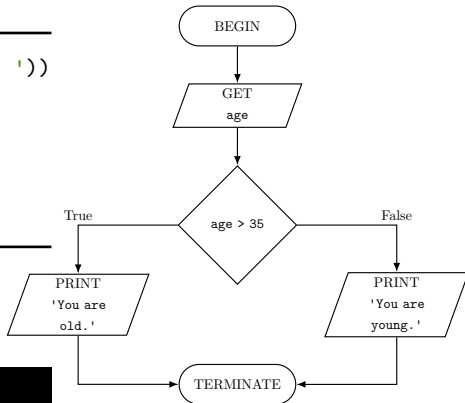 BEGIN
'))
GET
age
age > 35
True
False
PRINT
'You are
old.'
PRINT
'You are
young.'
TERMINATE